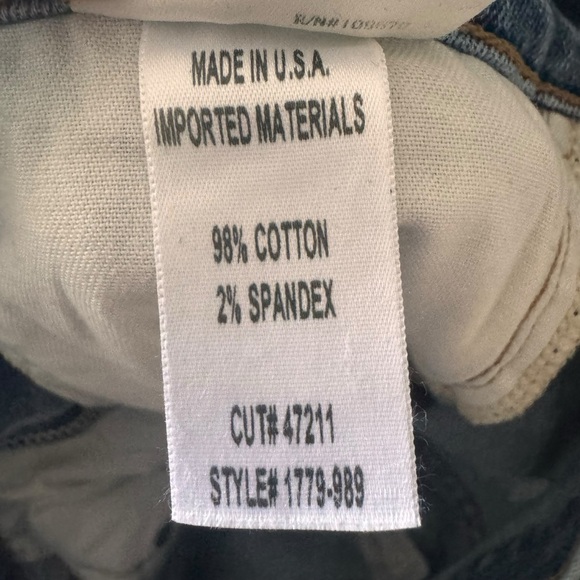 MADE IN U.S.A.
IMPORTED MATERIALS
98% COTTON
2% SPANDEX
CUT# 47211
STYLE# 1779-989